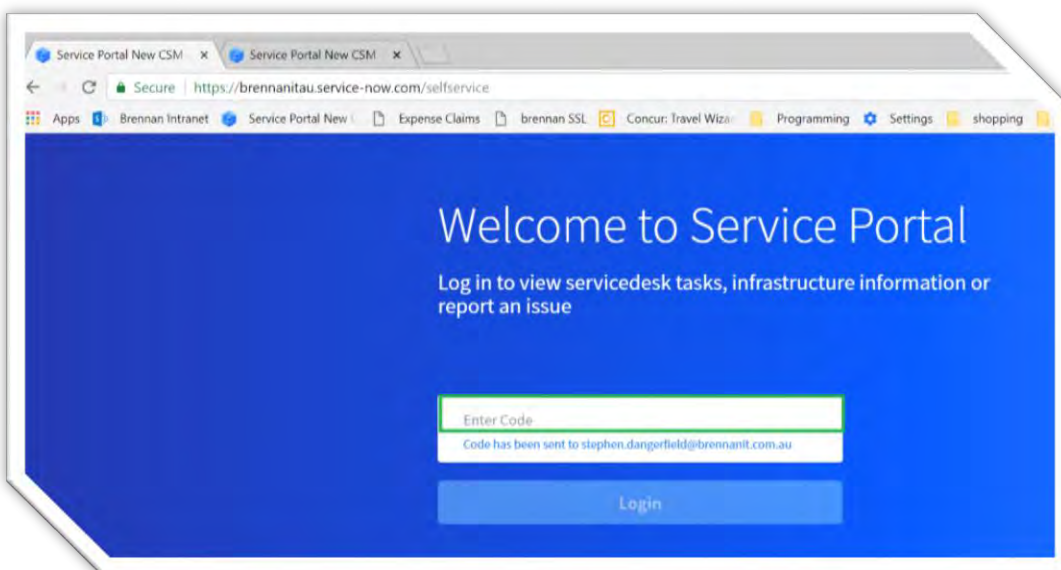 Service Portal New CSM
Service Portal New CSM
Secure https://brennanitau.service-now.com/selfservice
Apps Brennan Intranet Service Portal New Expense Claims brennan SSL Concur: Travel Wiza Programming Settings shopping
Welcome to Service Portal
Log in to view servicedesk tasks, infrastructure information or
report an issue
Enter Code
Code has been sent to stephen.dangerfield@brennanit.com.au
Login